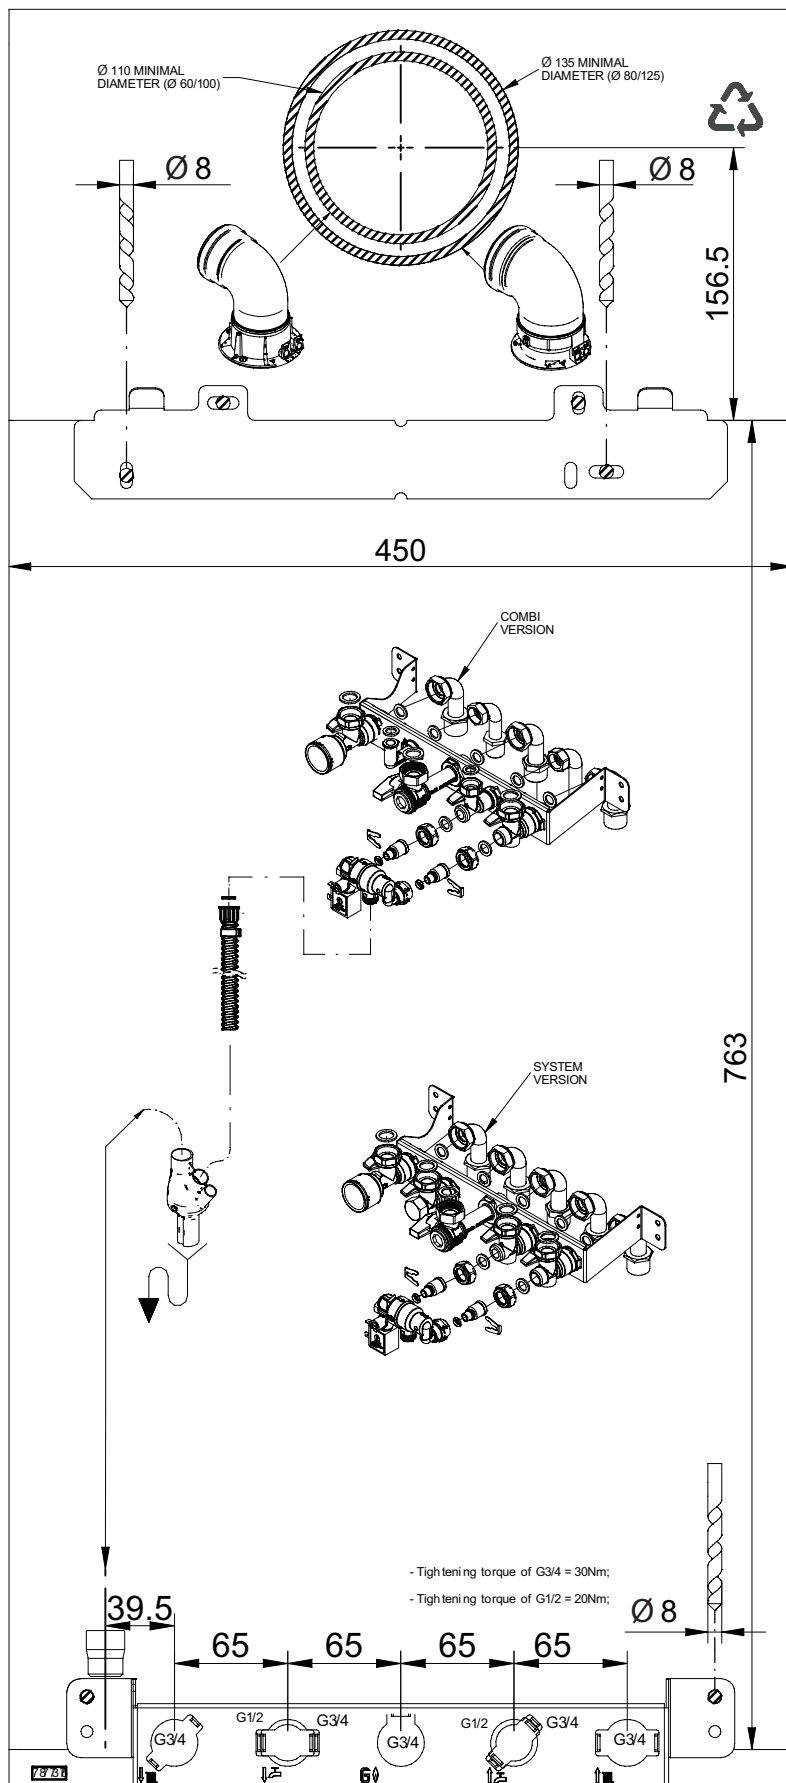 Ø 110 MINIMAL
DIAMETER (Ø 60/100)
Ø 135 MINIMAL
DIAMETER (Ø 80/125)
Ø 8
Ø 8
156.5
450
COMBI
VERSION
763
SYSTEM
VERSION
- Tightening torque of G3/4 = 30Nm;
- Tightening torque of G1/2 = 20Nm;
39.5
Ø 8
65
65
65
65
G1/2
G3/4
G1/2
G3/4
G3/4
G3/4
G3/4
G